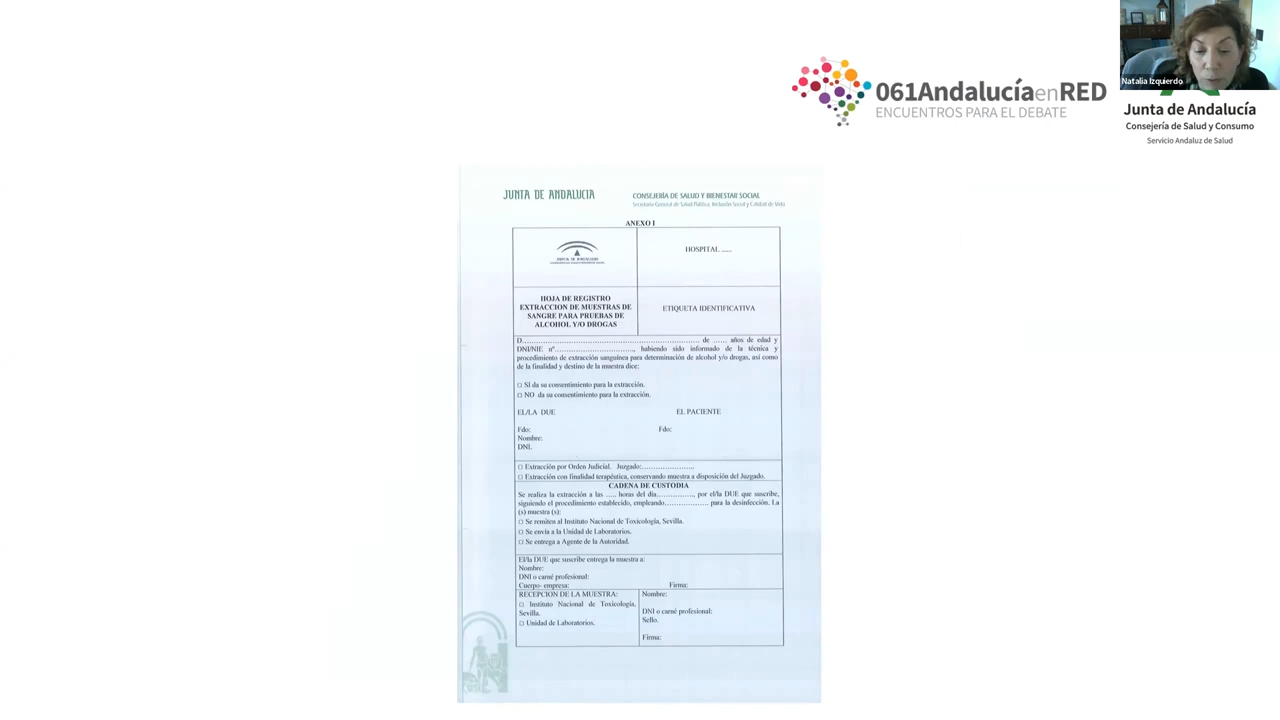 Natalia Izquierdo
061AndalucíaenRED
ENCUENTROS PARA EL DEBATE
Junta de Andalucía
Consejería de Salud y Consumo
Servicio Andaluz de Salud
JUNTA DE ANDALUCIA
CONSEJERÍA DE SALUD Y BIENESTAR SOCIAL
Secretaría General de Salud Pública, Inclusión Social y Calidad de Vida
ANEXO I
HOSPITAL ......
HOJA DE REGISTRO
EXTRACCION DE MUESTRAS DE
SANGRE PARA PRUEBAS DE
ALCOHOL Y/O DROGAS
ETIQUETA IDENTIFICATIVA
D.................................................................................. de ...... años de edad y
DNI/NIE nº....................................., habiendo sido informado de la técnica y
procedimiento de extracción sanguínea para determinación de alcohol y/o drogas, así como
de la finalidad y destino de la muestra dice:
□ SI da su consentimiento para la extracción.
□ NO da su consentimiento para la extracción.
EL/LA DUE
EL PACIENTE
Fdo:
Fdo:
Nombre:
DNI.
□ Extracción por Orden Judicial. Juzgado:......................
□ Extracción con finalidad terapéutica, conservando muestra a disposición del Juzgado.
CADENA DE CUSTODIA
Se realiza la extracción a las ..... horas del día..............., por el/la DUE que suscribe,
siguiendo el procedimiento establecido, empleando.................... para la desinfección. La
(s) muestra (s):
□ Se remiten al Instituto Nacional de Toxicología, Sevilla.
□ Se envía a la Unidad de Laboratorios.
□ Se entrega a Agente de la Autoridad.
El/la DUE que suscribe entrega la muestra a:
Nombre:
DNI o carné profesional:
Cuerpo- empresa:
Firma:
RECEPCION DE LA MUESTRA:
□ Instituto Nacional de Toxicología,
Sevilla.
□ Unidad de Laboratorios.
Nombre:
DNI o carné profesional:
Sello.
Firma: